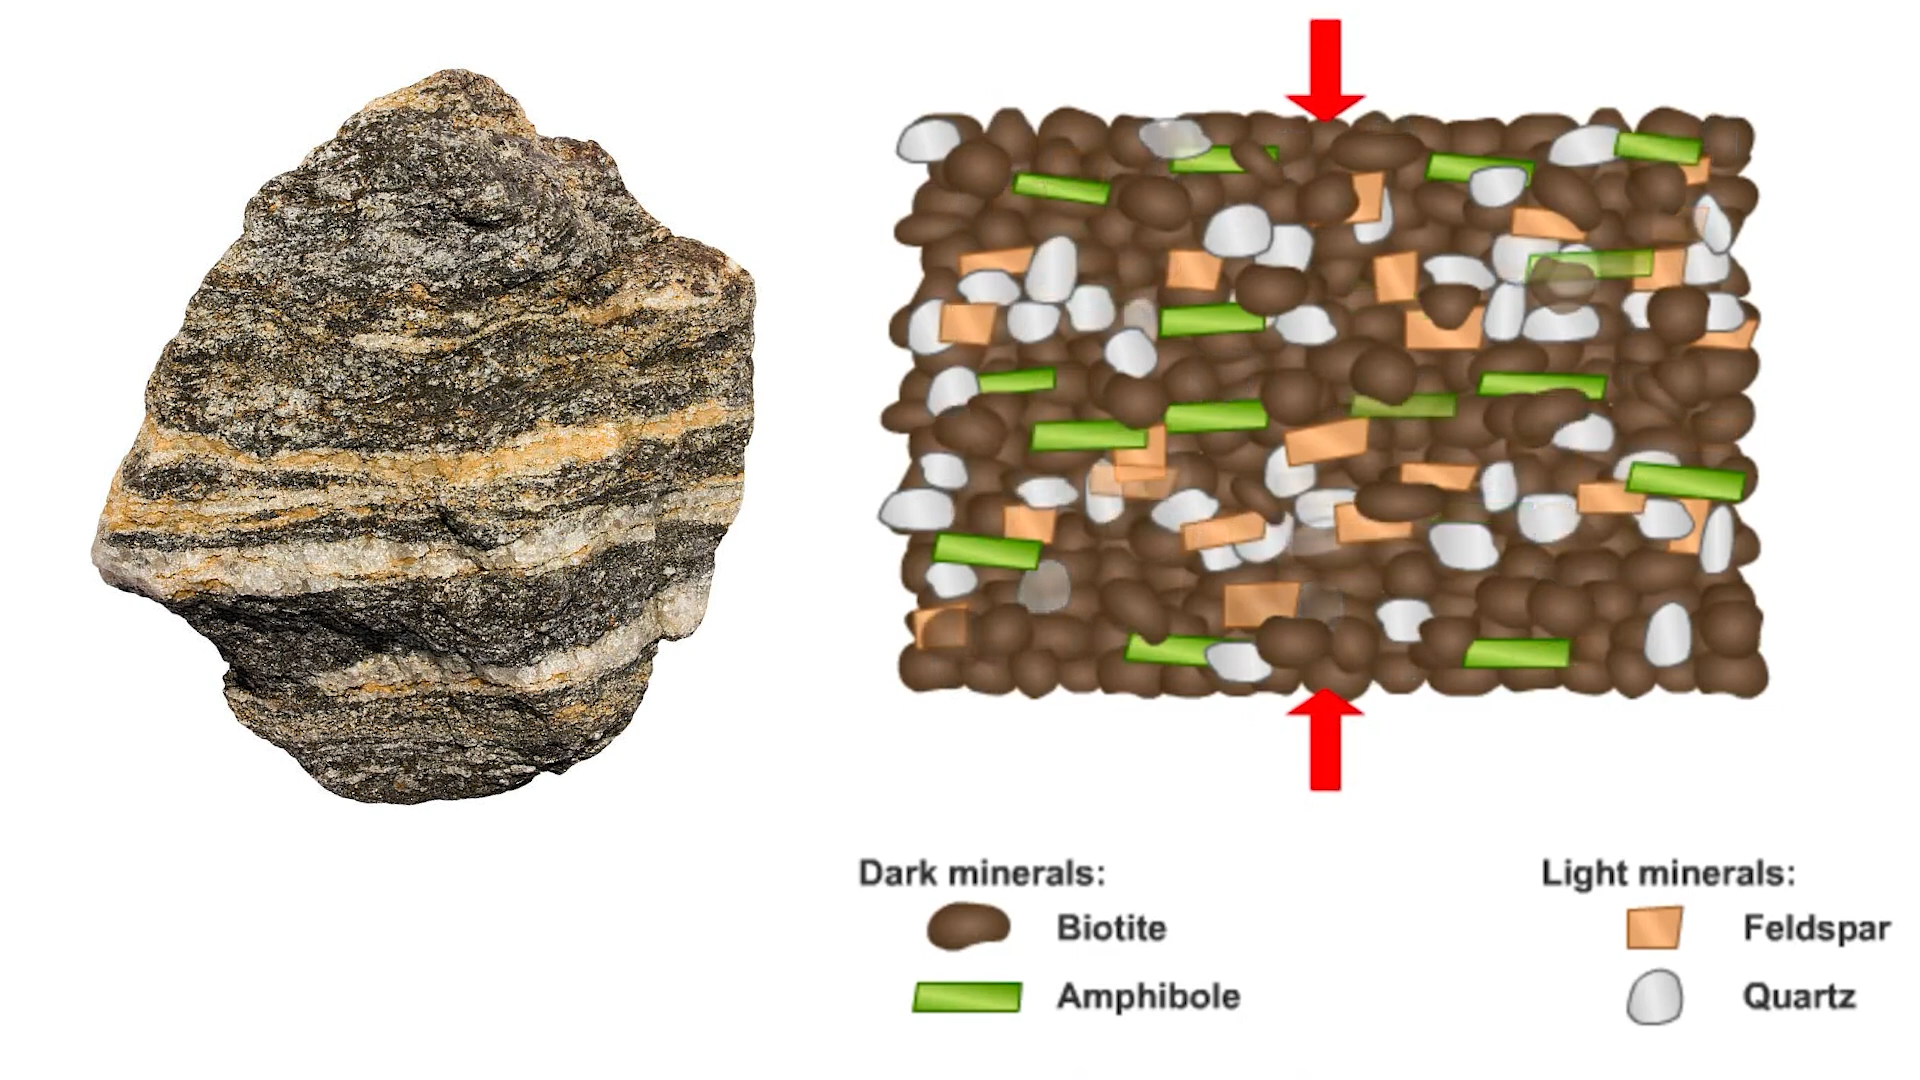 Dark minerals:
Biotite
Amphibole
Light minerals:
Feldspar
Quartz